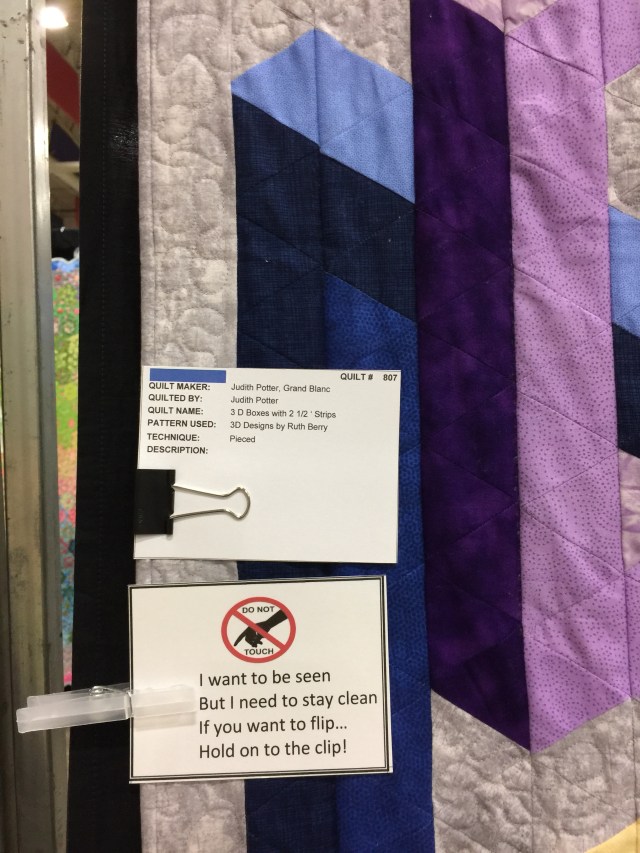 QUILT # 807
QUILT MAKER: Judith Potter, Grand Blanc
QUILTED BY: Judith Potter
QUILT NAME: 3 D Boxes with 2 1/2 ' Strips
PATTERN USED: 3D Designs by Ruth Berry
TECHNIQUE: Pieced
DESCRIPTION:
DO NOT
TOUCH
I want to be seen
But I need to stay clean
If you want to flip...
Hold on to the clip!